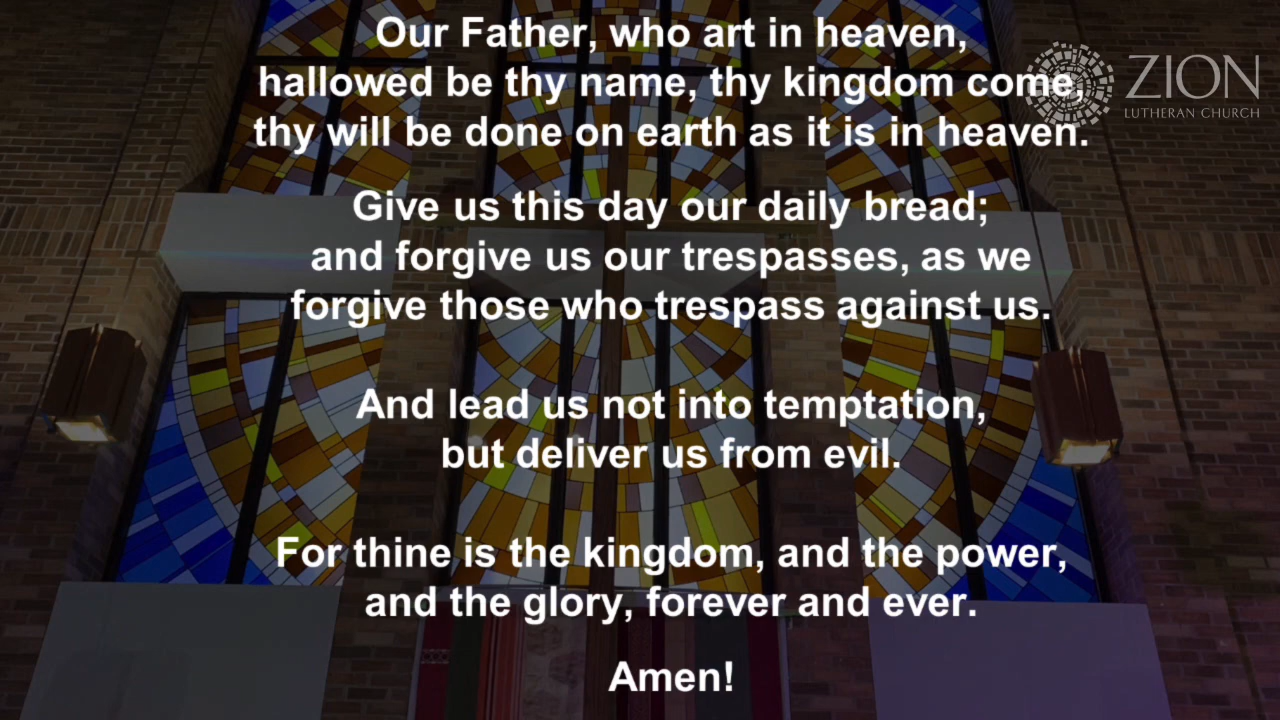 Our Father, who art in heaven,
hallowed be thy name, thy kingdom come,
thy will be done on earth as it is in heaven.
ZION
LUTHERAN CHURCH
Give us this day our daily bread;
and forgive us our trespasses, as we
forgive those who trespass against us.
And lead us not into temptation,
but deliver us from evil.
For thine is the kingdom, and the power,
and the glory, forever and ever.
Amen!